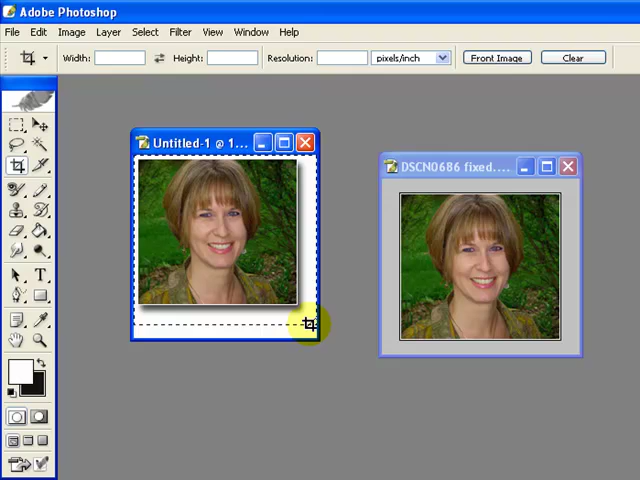 Adobe Photoshop
File Edit Image Layer Select Filter View Window Help
Width: Height: Resolution: pixels/inch Front Image Clear
Untitled-1 @ 1...
DSCN0686 fixed....
T